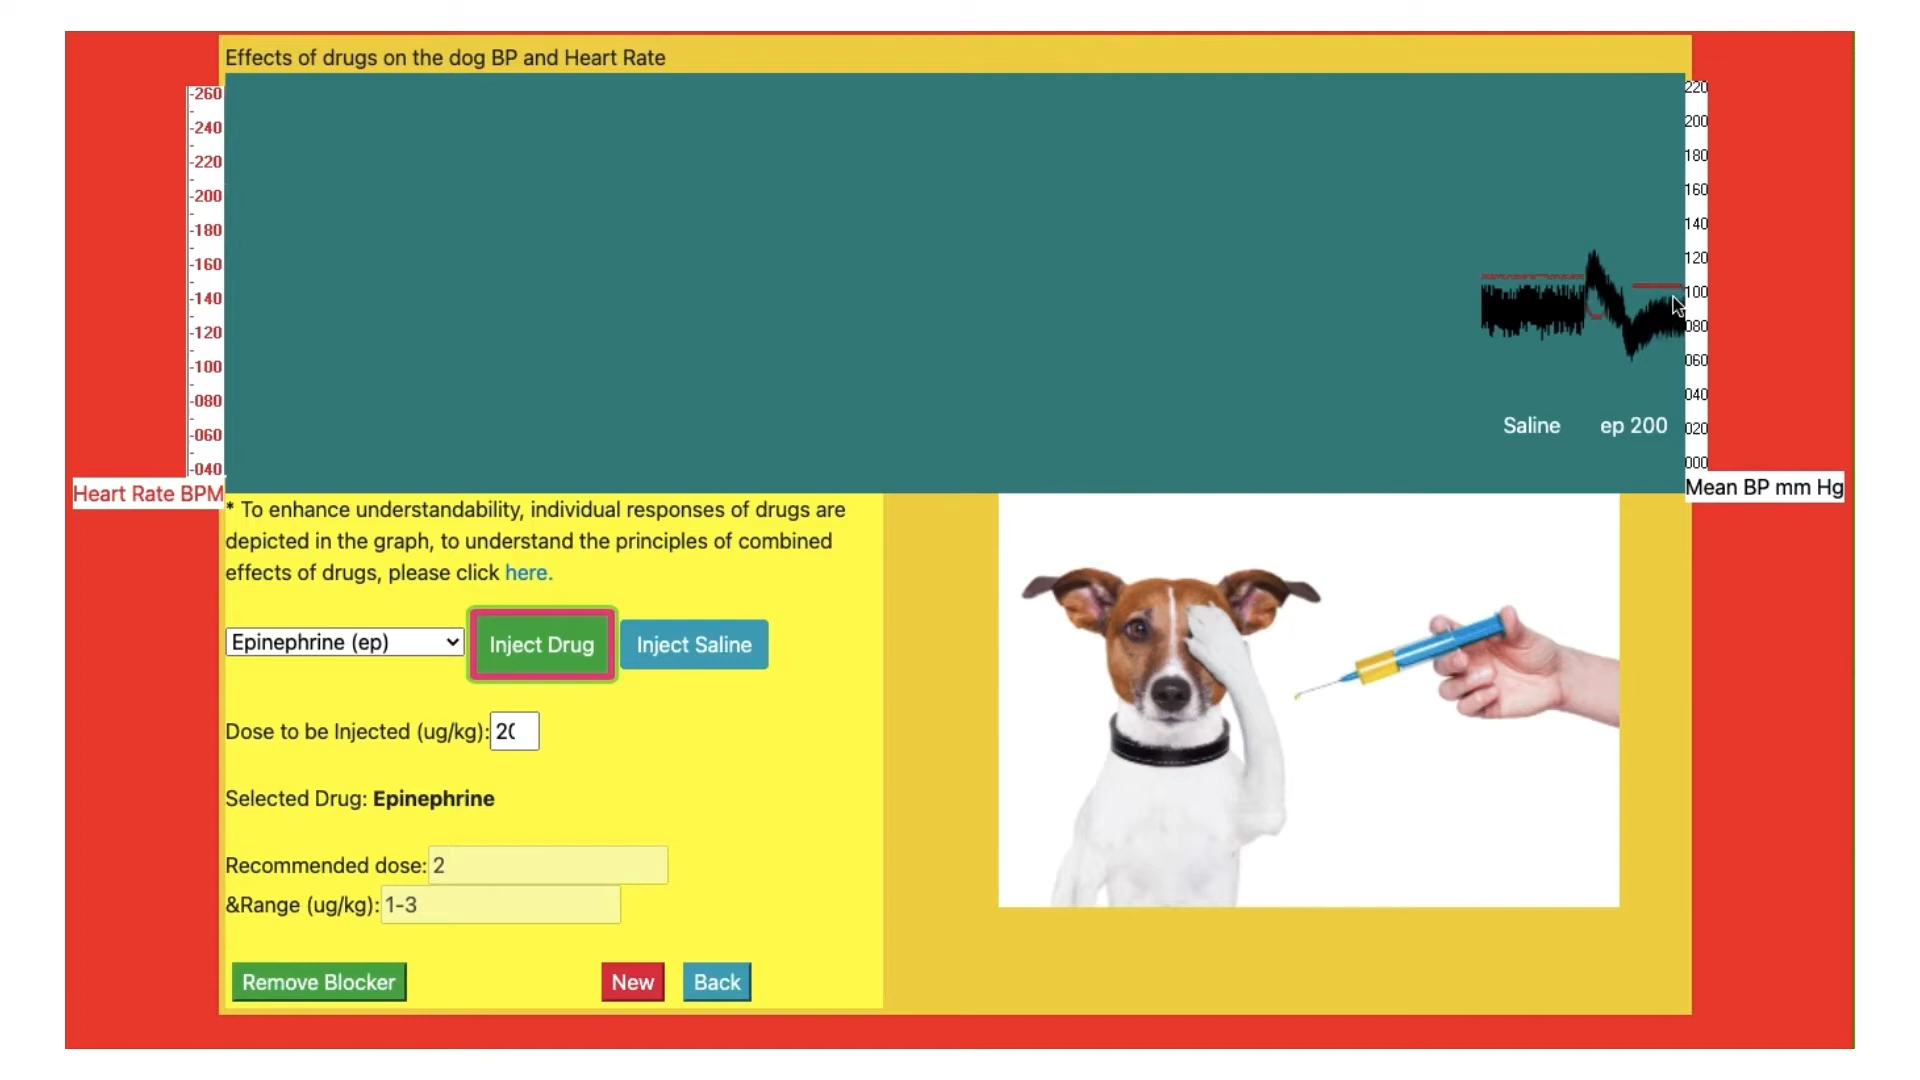 Effects of drugs on the dog BP and Heart Rate
-260
-240
-220
-200
-180
-160
-140
-120
-100
-080
-060
-040
Heart Rate BPM
220
200
180
160
140
120
100
080
060
040
020
000
Mean BP mm Hg
Saline ep 200
* To enhance understandability, individual responses of drugs are
depicted in the graph, to understand the principles of combined
effects of drugs, please click here.
Epinephrine (ep) Inject Drug Inject Saline
Dose to be Injected (ug/kg): 20
Selected Drug: Epinephrine
Recommended dose: 2
&Range (ug/kg): 1-3
Remove Blocker New Back